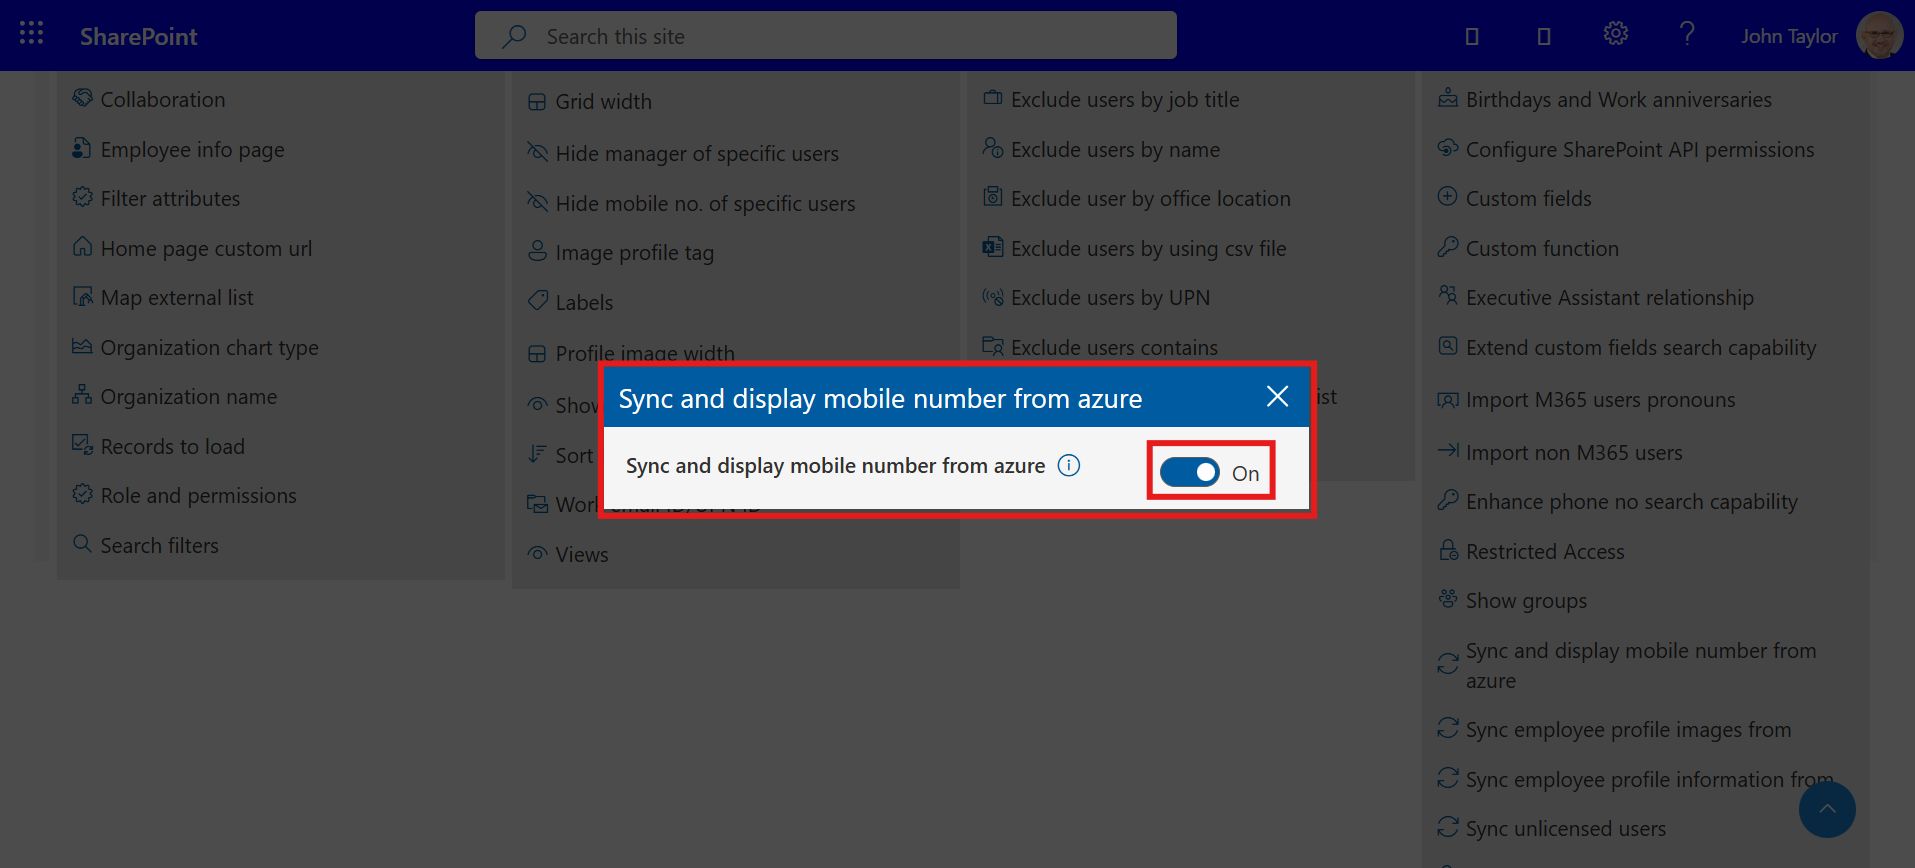 SharePoint
Search this site
John Taylor
Collaboration
Employee info page
Filter attributes
Home page custom url
Map external list
Organization chart type
Organization name
Records to load
Role and permissions
Search filters
Grid width
Hide manager of specific users
Hide mobile no. of specific users
Image profile tag
Labels
Profile image width
Show
Sort
Work email ID/UPN ID
Views
Exclude users by job title
Exclude users by name
Exclude user by office location
Exclude users by using csv file
Exclude users by UPN
Exclude users contains
ist
Sync and display mobile number from azure
Sync and display mobile number from azure
On
Birthdays and Work anniversaries
Configure SharePoint API permissions
Custom fields
Custom function
Executive Assistant relationship
Extend custom fields search capability
Import M365 users pronouns
Import non M365 users
Enhance phone no search capability
Restricted Access
Show groups
Sync and display mobile number from
azure
Sync employee profile images from
Sync employee profile information from
Sync unlicensed users